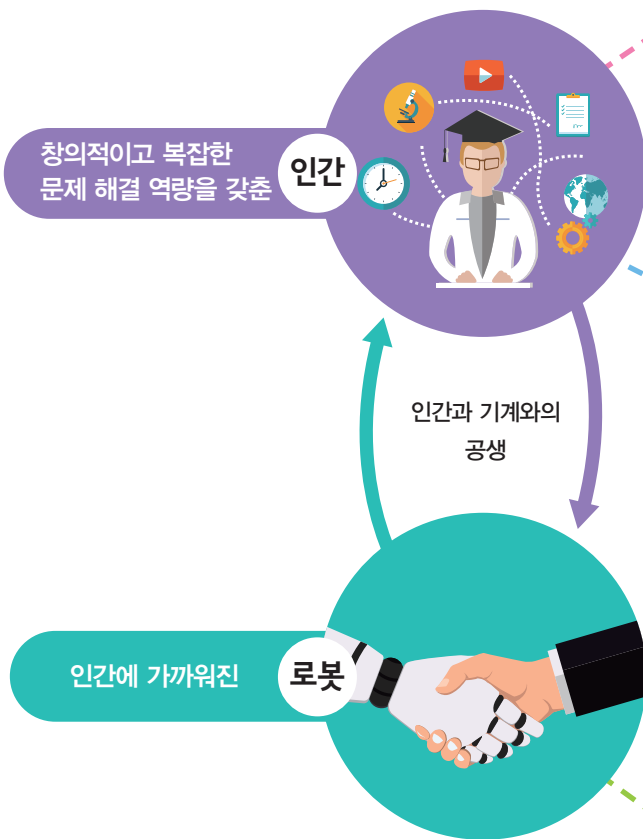 창의적이고 복잡한
문제 해결 역량을 갖춘
인간
인간과 기계와의
공생
인간에 가까워진
로봇